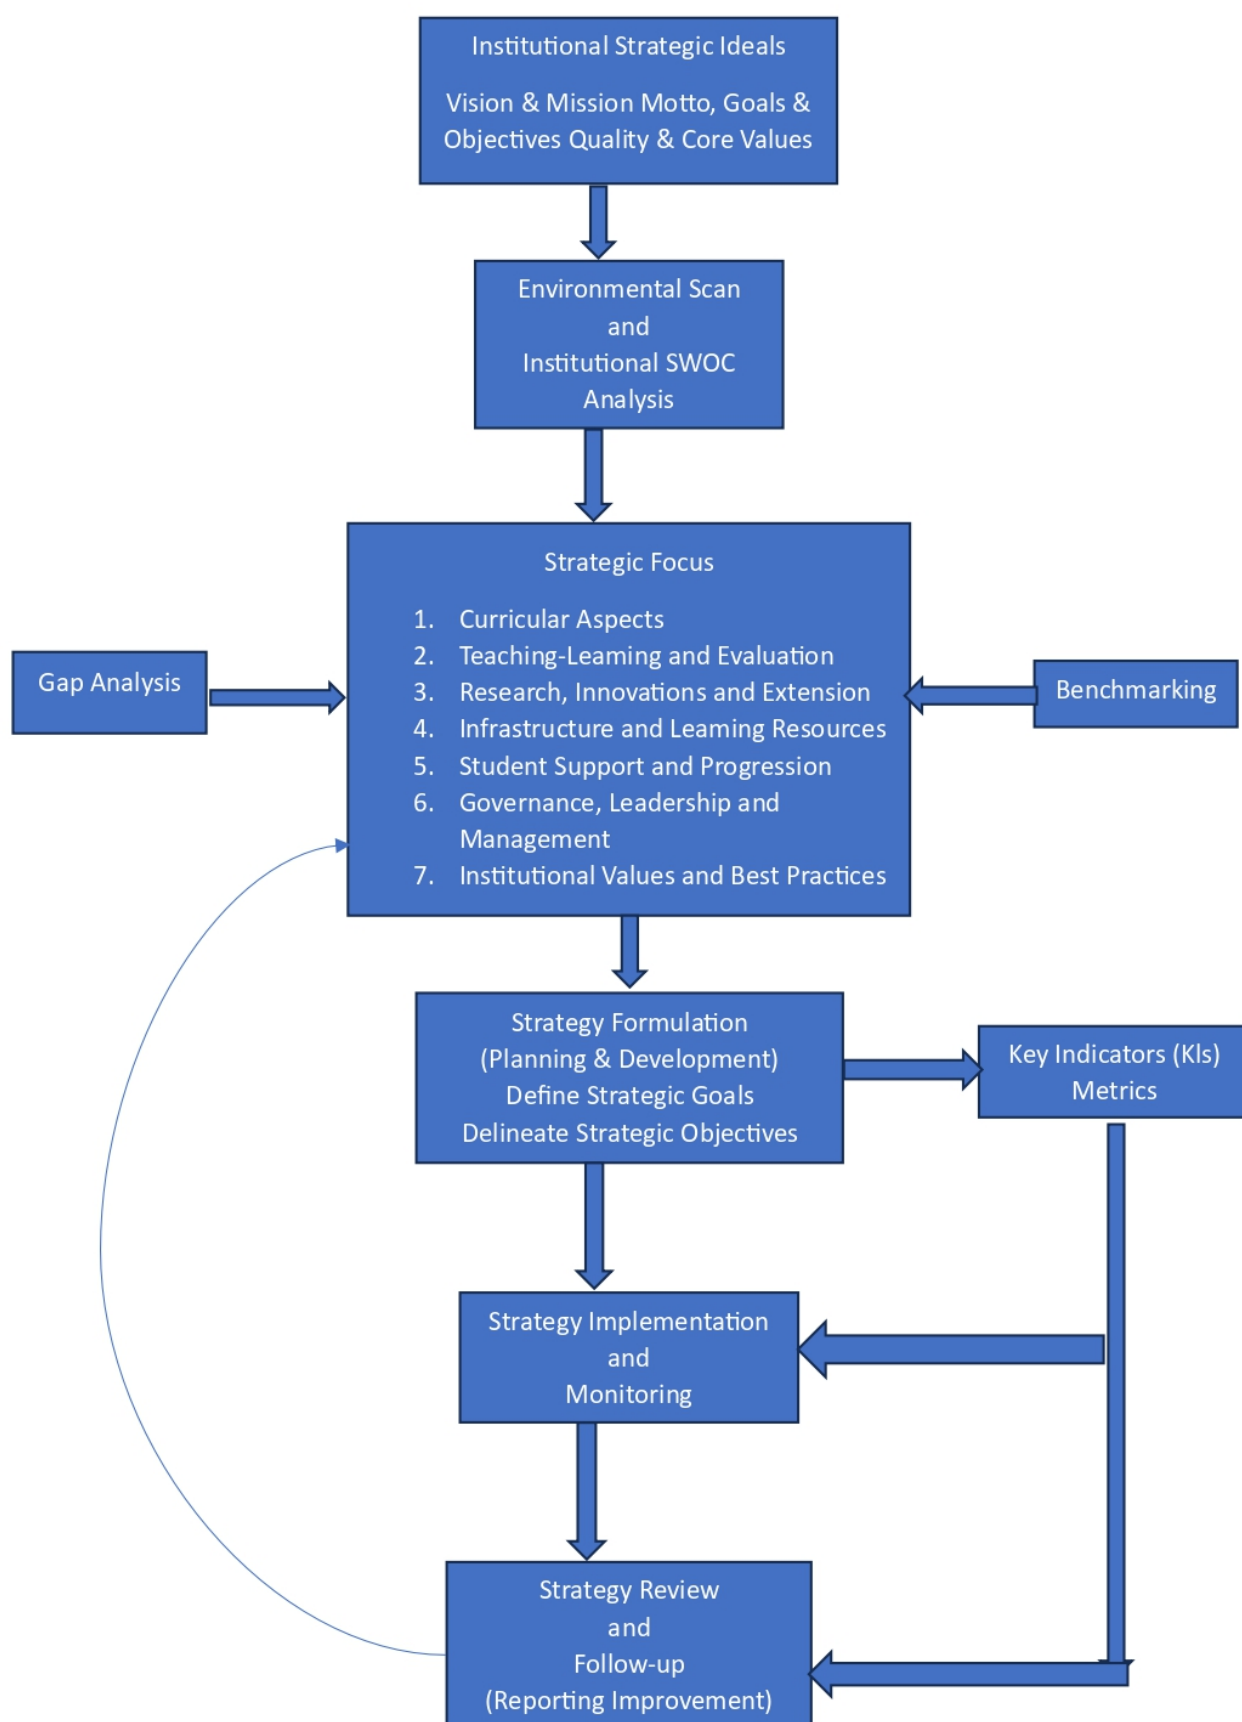 Institutional Strategic Ideals
Vision & Mission Motto, Goals &
Objectives Quality & Core Values
Environmental Scan
and
Institutional SWOC
Analysis
Strategic Focus
1. Curricular Aspects
2. Teaching-Leaming and Evaluation
3. Research, Innovations and Extension
4. Infrastructure and Leaming Resources
5. Student Support and Progression
6. Governance, Leadership and
Management
7. Institutional Values and Best Practices
Gap Analysis
Benchmarking
Strategy Formulation
(Planning & Development)
Define Strategic Goals
Delineate Strategic Objectives
Key Indicators (Kls)
Metrics
Strategy Implementation
and
Monitoring
Strategy Review
and
Follow-up
(Reporting Improvement)